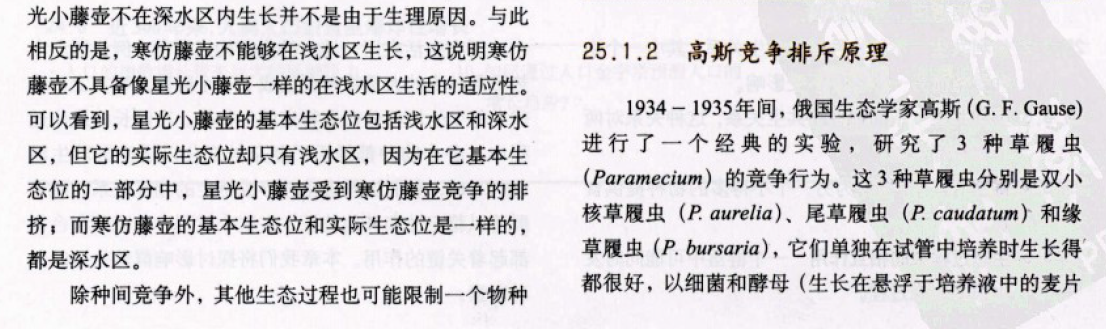 光小藤壶不在深水区内生长并不是由于生理原因。与此
相反的是，寒仿藤壶不能够在浅水区生长，这说明寒仿
藤壶不具备像星光小藤壶一样的在浅水区生活的适应性。
可以看到，星光小藤壶的基本生态位包括浅水区和深水
区，但它的实际生态位却只有浅水区，因为在它基本生
态位的一部分中，星光小藤壶受到寒仿藤壶竞争的排
挤；而寒仿藤壶的基本生态位和实际生态位是一样的，
都是深水区。
除种间竞争外，其他生态过程也可能限制一个物种
25.1.2 高斯竞争排斥原理
1934－1935年间，俄国生态学家高斯 (G. F. Gause)
进行了一个经典的实验，研究了3 种草履虫
(Paramecium) 的竞争行为。这3种草履虫分别是双小
核草履虫 (P. aurelia)、尾草履虫 (P. caudatum) 和缘
草履虫 (P. bursaria)，它们单独在试管中培养时生长得
都很好，以细菌和酵母（生长在悬浮于培养液中的麦片